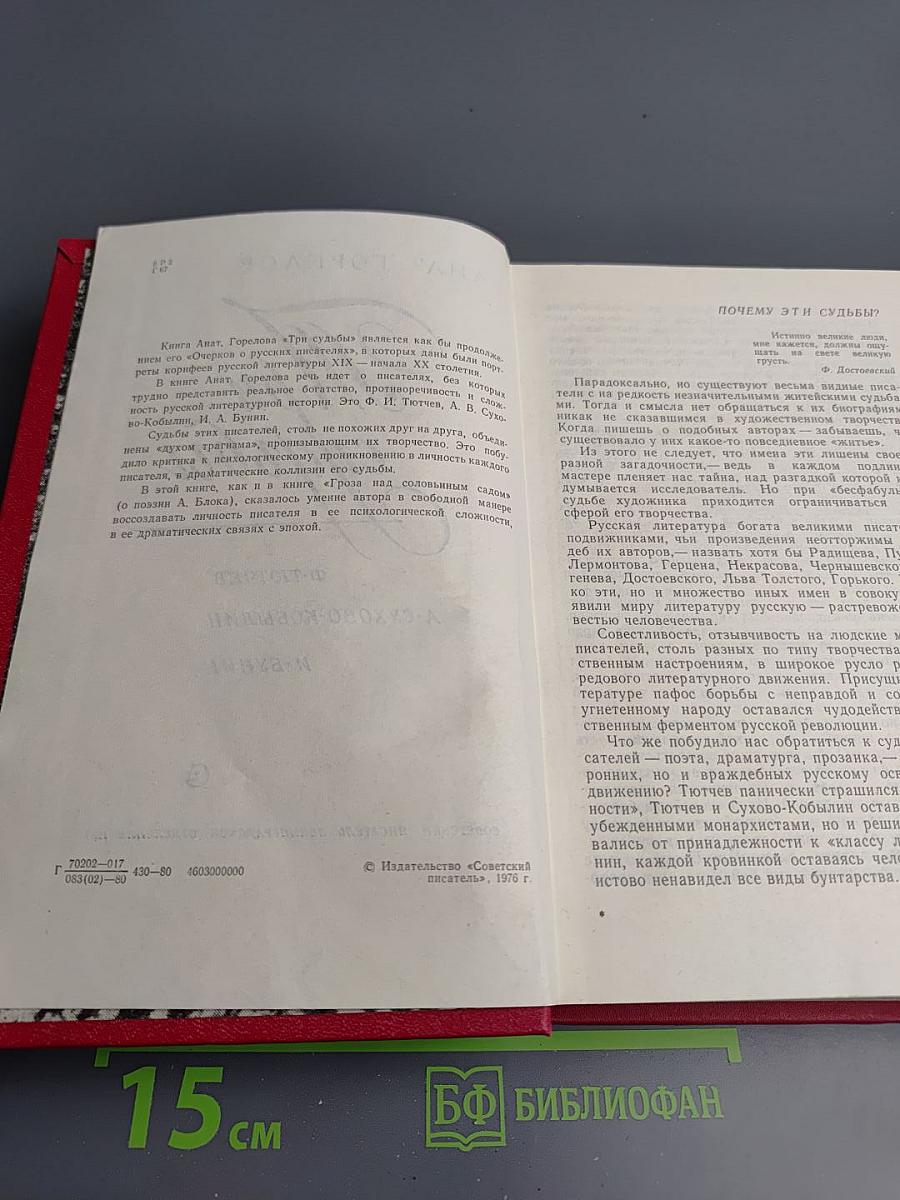 Книга Анат. Горелова «Три судьбы» является как бы продолже-
нием его «Очерков о русских писателях», в которых даны были порт-
реты корифеев русской литературы XIX — начала XX столетия.
В книге Анат. Горелова речь идет о писателях, без которых
трудно представить реальное богатство, противоречивость и слож-
ность русской литературной истории. Это Ф. И. Тютчев, А. В. Сухо-
во-Кобылин, И. А. Бунин.
Судьбы этих писателей, столь не похожих друг на друга, объеди-
нены «духом трагизма», пронизывающим их творчество. Это побу-
дило критика к психологическому проникновению в личность каждого
писателя, в драматические коллизии его судьбы.
В этой книге, как и в книге «Гроза над соловьиным садом»
(о поэзии А. Блока), сказалось умение автора в свободной манере
воссоздавать личность писателя в ее психологической сложности,
в ее драматических связях с эпохой.
Г 70202—017
083(02)—80 430—80 4603000000
© Издательство «Советский
писатель», 1976 г.
ПОЧЕМУ ЭТИ СУДЬБЫ?
Истинно великие люди,
мне кажется, должны ощу-
щать на свете великую
грусть.
Ф. Достоевский
Парадоксально, но существуют весьма видные писа-
тели с на редкость незначительными житейскими судьба-
ми. Тогда и смысла нет обращаться к их биографиям
никак не сказавшимся в художественном творчеств
Когда пишешь о подобных авторах — забываешь, ч
существовало у них какое-то повседневное «житье».
Из этого не следует, что имена эти лишены свое
разной загадочности,— ведь в каждом подлин
мастере пленяет нас тайна, над разгадкой которой
думывается исследователь. Но при «бесфабуль
судьбе художника приходится ограничиваться
сферой его творчества.
Русская литература богата великими писат
подвижниками, чьи произведения неотторжимы
деб их авторов,— назвать хотя бы Радищева, Пу
Лермонтова, Герцена, Некрасова, Чернышевског
генева, Достоевского, Льва Толстого, Горького.
ко эти, но и множество иных имен в совоку
явили миру литературу русскую — растревож
вестью человечества.
Совестливость, отзывчивость на людские м
писателей, столь разных по типу творчества
ственным настроениям, в широкое русло р
редового литературного движения. Присущ
тературе пафос борьбы с неправдой и со
угнетенному народу оставался чудодейств
ственным ферментом русской революции.
Что же побудило нас обратиться к суд
сателей — поэта, драматурга, прозаика,—
ронних, но и враждебных русскому осв
движению? Тютчев панически страшился
ности», Тютчев и Сухово-Кобылин остав
убежденными монархистами, но и реши
вались от принадлежности к «классу л
нин, каждой кровинкой оставаясь чел
истово ненавидел все виды бунтарства.
15 см
БФ БИБЛИОФАН